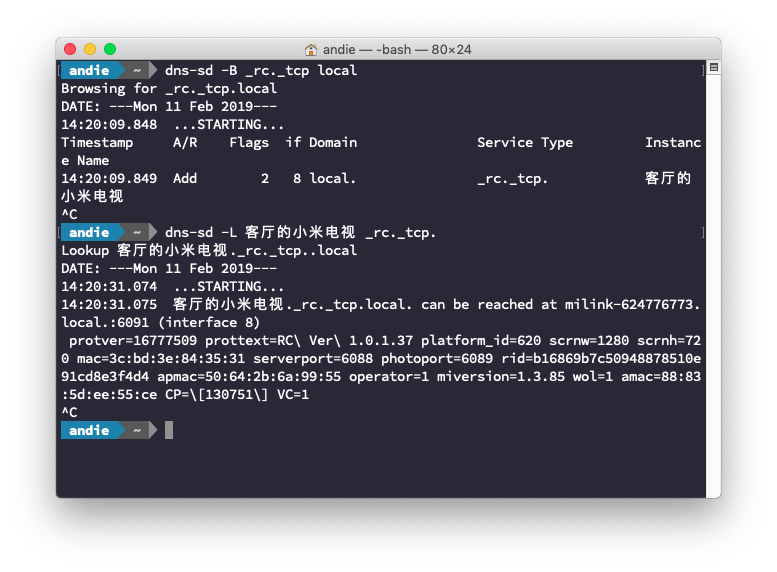 andie — -bash — 80×24
andie ~ dns-sd -B _rc._tcp local
Browsing for _rc._tcp.local
DATE: ---Mon 11 Feb 2019---
14:20:09.848  ...STARTING...
Timestamp     A/R    Flags  if Domain               Service Type         Instanc
e Name
14:20:09.849  Add        2   8 local.               _rc._tcp.            客厅的
小米电视
^C
andie ~ dns-sd -L 客厅的小米电视 _rc._tcp.
Lookup 客厅的小米电视._rc._tcp..local
DATE: ---Mon 11 Feb 2019---
14:20:31.074  ...STARTING...
14:20:31.075  客厅的小米电视._rc._tcp.local. can be reached at milink-624776773.
local.:6091 (interface 8)
 protver=16777509 prottext=RC\ Ver\ 1.0.1.37 platform_id=620 scrnw=1280 scrnh=72
0 mac=3c:bd:3e:84:35:31 serverport=6088 photoport=6089 rid=b16869b7c50948878510e
91cd8e3f4d4 apmac=50:64:2b:6a:99:55 operator=1 miversion=1.3.85 wol=1 amac=88:83
:5d:ee:55:ce CP=\[130751\] VC=1
^C
andie ~